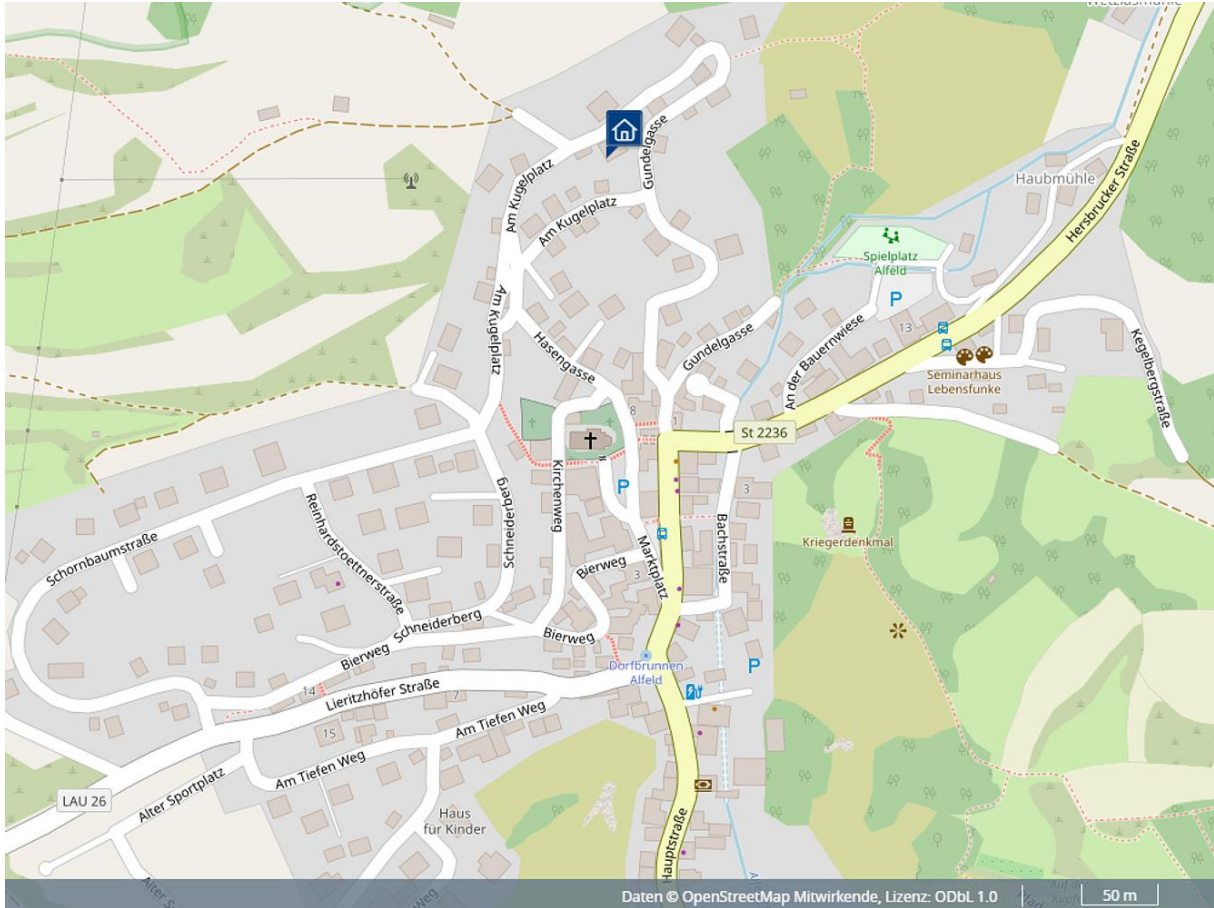 Am Kugelplatz
Gundelgasse
Am Kugelplatz
Haubmühle
Hersbrucker Straße
Spielplatz
Alfeld
P
Am Kugelplatz
Hasengasse
Gundelgasse
An der Bauernwiese
13
Seminarhaus
Lebensfunke
Kegelbergstraße
8
1
St 2236
Kirchenweg
P
3
Schneiderberg
Reinhardstoettnerstraße
Schornbaumstraße
Marktplatz
Bachstraße
Kriegerdenkmal
Bierweg
3
Schneiderberg
Bierweg
Bierweg
Dorfbrunnen
Alfeld
P
14
Lieritzhöfer Straße
7
15
Am Tiefen Weg
Am Tiefen Weg
Alter Sportplatz
LAU 26
Haus
für Kinder
Hauptstraße
Daten © OpenStreetMap Mitwirkende, Lizenz: ODbL 1.0
50 m